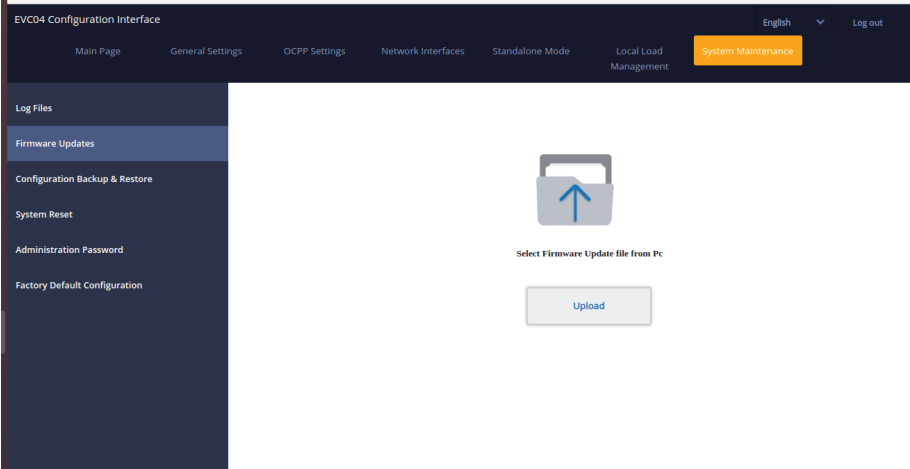 EVC04 Configuration Interface
English
Log out
Main Page
General Settings
OCPP Settings
Network Interfaces
Standalone Mode
Local Load
Management
System Maintenance
Log Files
Firmware Updates
Configuration Backup & Restore
System Reset
Administration Password
Factory Default Configuration
Select Firmware Update file from Pc
Upload